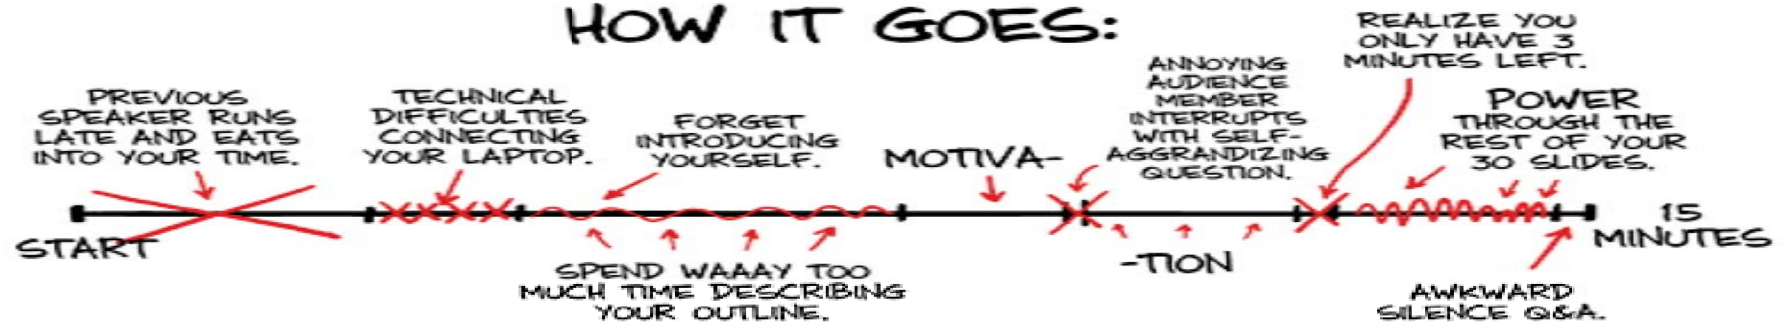 HOW IT GOES:
PREVIOUS
SPEAKER RUNS
LATE AND EATS
INTO YOUR TIME.
TECHNICAL
DIFFICULTIES
CONNECTING
YOUR LAPTOP.
FORGET
INTRODUCING
YOURSELF.
MOTIVA-
ANNOYING
AUDIENCE
MEMBER
INTERRUPTS
WITH SELF-
AGGRANDIZING
QUESTION.
REALIZE YOU
ONLY HAVE 3
MINUTES LEFT.
POWER
THROUGH THE
REST OF YOUR
30 SLIDES.
START
SPEND WAAAY TOO
MUCH TIME DESCRIBING
YOUR OUTLINE.
-TION
AWKWARD
SILENCE Q&A.
15
MINUTES